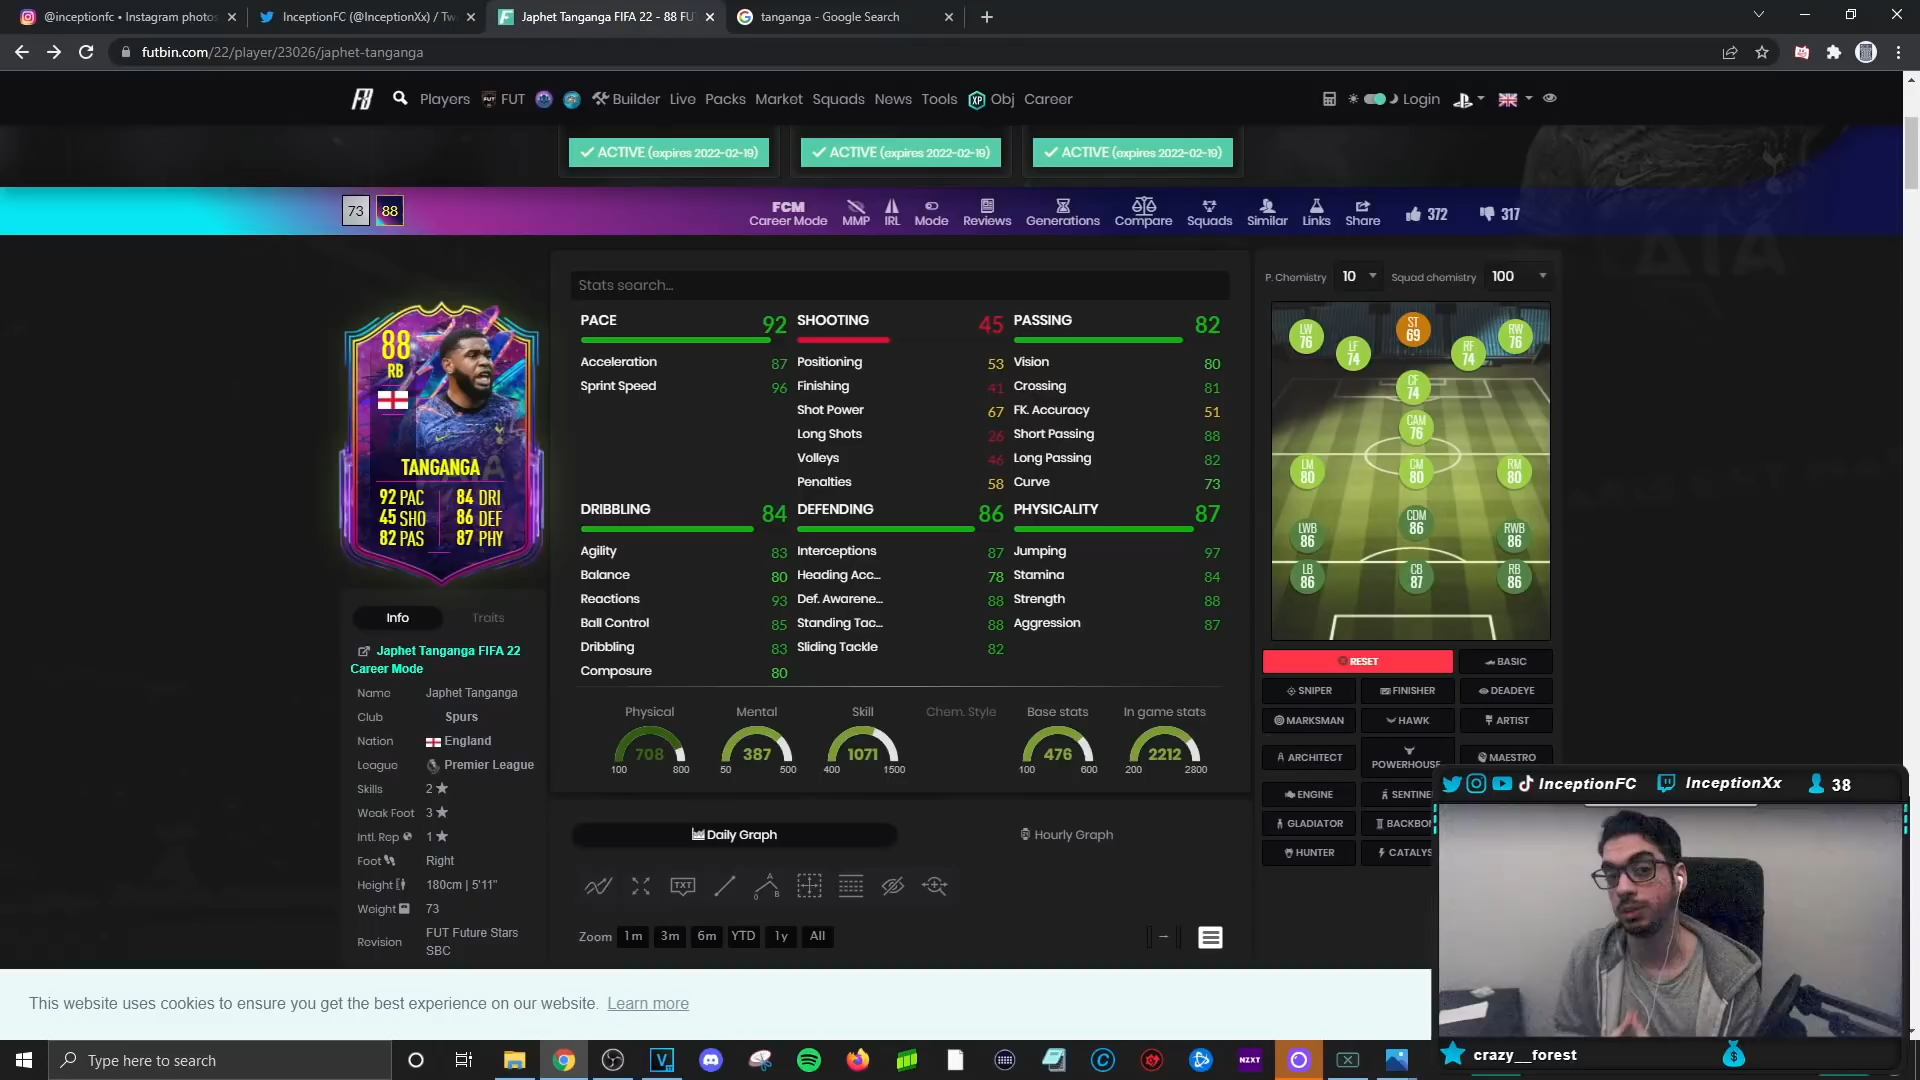 @inceptionfc • Instagram photos
InceptionFC (@InceptionXx) / Tw
Japhet Tanganga FIFA 22 - 88 FU
tanganga - Google Search
futbin.com/22/player/23026/japhet-tanganga
Players FUT Builder Live Packs Market Squads News Tools XP Obj Career Login
ACTIVE (expires 2022-02-19) ACTIVE (expires 2022-02-19) ACTIVE (expires 2022-02-19)
73 88
FCM Career Mode MMP IRL Mode Reviews Generations Compare Squads Similar Links Share 372 317
Stats search...
P. Chemistry 10 Squad chemistry 100
88
RB
TANGANGA
92 PAC 84 DRI
45 SHO 86 DEF
82 PAS 87 PHY
PACE 92 SHOOTING 45 PASSING 82
Acceleration 87 Positioning 53 Vision 80
Sprint Speed 96 Finishing 41 Crossing 81
Shot Power 67 FK. Accuracy 51
Long Shots 26 Short Passing 88
Volleys 46 Long Passing 82
Penalties 58 Curve 73
DRIBBLING 84 DEFENDING 86 PHYSICALITY 87
Agility 83 Interceptions 87 Jumping 97
Balance 80 Heading Acc... 78 Stamina 84
Reactions 93 Def. Awarene... 88 Strength 88
Ball Control 85 Standing Tac... 88 Aggression 87
Dribbling 83 Sliding Tackle 82
Composure 80
Physical Mental Skill Chem. Style Base stats In game stats
708 387 1071 476 2212
100 800 50 500 400 1500 100 600 200 2800
LW 76 ST 69 RW 76
LF 74 RF 74
CF 74
CAM 76
LM 80 CM 80 RM 80
LWB 86 CDM 86 RWB 86
LB 86 CB 87 RB 86
RESET BASIC
SNIPER FINISHER DEADEYE
MARKSMAN HAWK ARTIST
ARCHITECT POWERHOUSE MAESTRO
ENGINE SENTINE
GLADIATOR BACKBO
HUNTER CATALYS
Info Traits
Japhet Tanganga FIFA 22
Career Mode
Name Japhet Tanganga
Club Spurs
Nation England
League Premier League
Skills 2
Weak Foot 3
Intl. Rep 1
Foot Right
Height 180cm | 5'11"
Weight 73
Revision FUT Future Stars
SBC
Daily Graph Hourly Graph
TXT
Zoom 1m 3m 6m YTD 1y All
InceptionFC InceptionXx 38
crazy__forest
This website uses cookies to ensure you get the best experience on our website. Learn more
Type here to search
NZXT